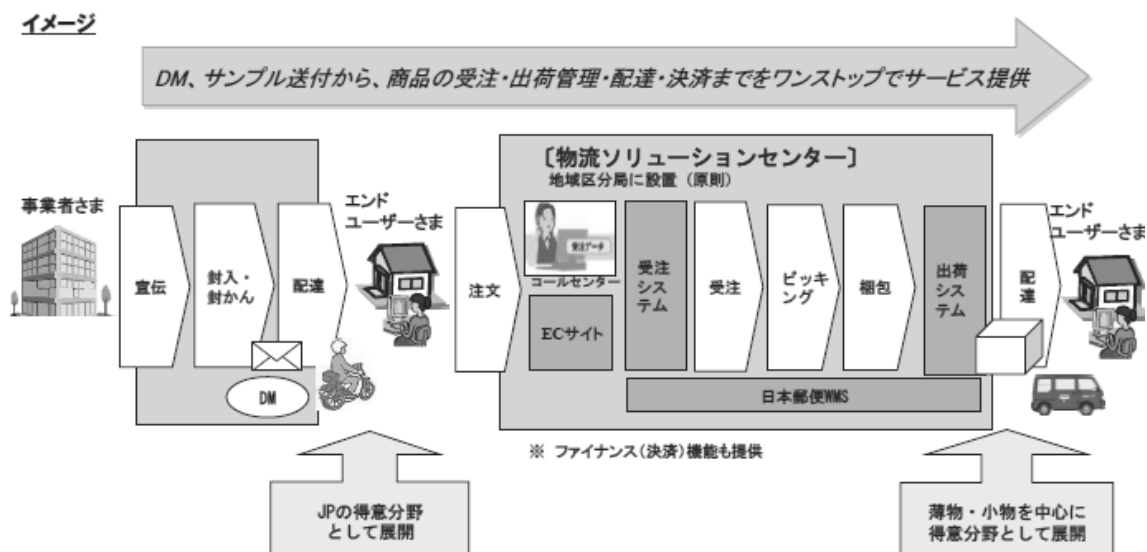 イメージ
DM、サンプル送付から、商品の受注・出荷管理・配達・決済までをワンストップでサービス提供
事業者さま
宣伝
封入・
封かん
配達
DM
エンド
ユーザーさま
注文
〔物流ソリューションセンター〕
地域区分局に設置（原則）
受注データ
コールセンター
ECサイト
受注
システム
受注
ピッキ
ング
梱包
出荷
システム
日本郵便WMS
配達
エンド
ユーザーさま
※ ファイナンス（決済）機能も提供
JPの得意分野
として展開
薄物・小物を中心に
得意分野として展開